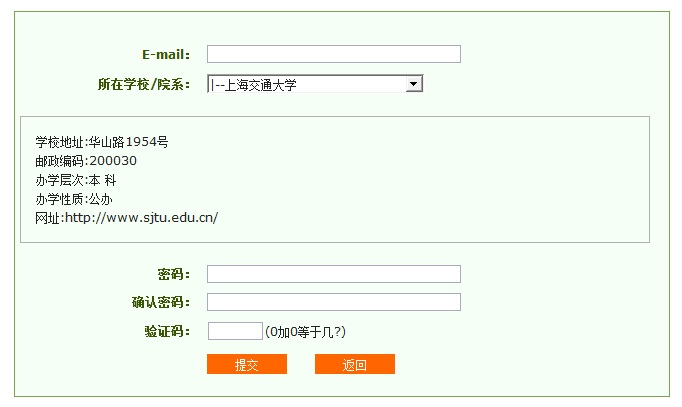 E-mail：
所在学校/院系： |--上海交通大学
学校地址:华山路1954号
邮政编码:200030
办学层次:本 科
办学性质:公办
网址:http://www.sjtu.edu.cn/
密码：
确认密码：
验证码： (0加0等于几?)
提交 返回